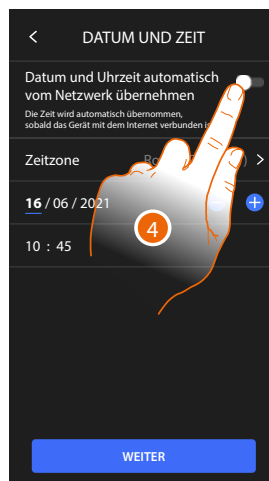 DATUM UND ZEIT
Datum und Uhrzeit automatisch
vom Netzwerk übernehmen
Die Zeit wird automatisch übernommen,
sobald das Gerät mit dem Internet verbunden
Zeitzone
16 / 06 / 2021
10 : 45
4
WEITER